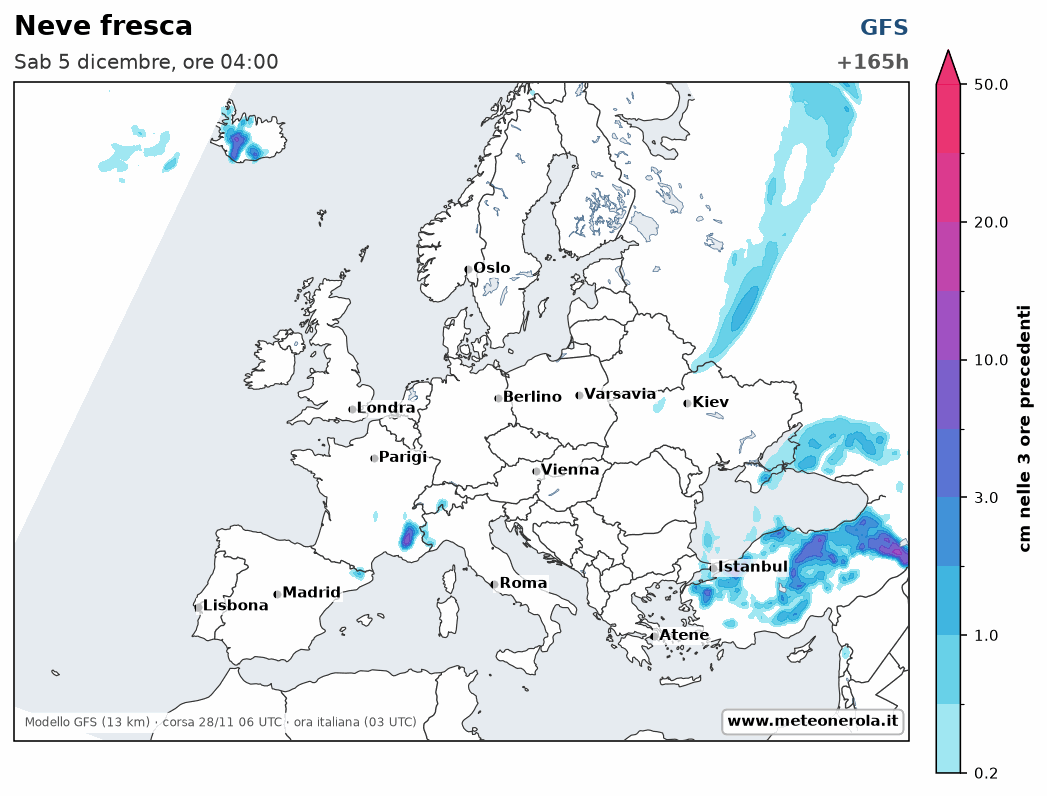 Neve fresca
GFS
Sab 5 dicembre, ore 04:00
+165h
50.0
20.0
10.0
3.0
1.0
0.2
cm nelle 3 ore precedenti
Oslo
Berlino
Varsavia
Kiev
Londra
Parigi
Vienna
Istanbul
Roma
Madrid
Lisbona
Atene
Modello GFS (13 km) · corsa 28/11 06 UTC · ora italiana (03 UTC)
www.meteonerola.it